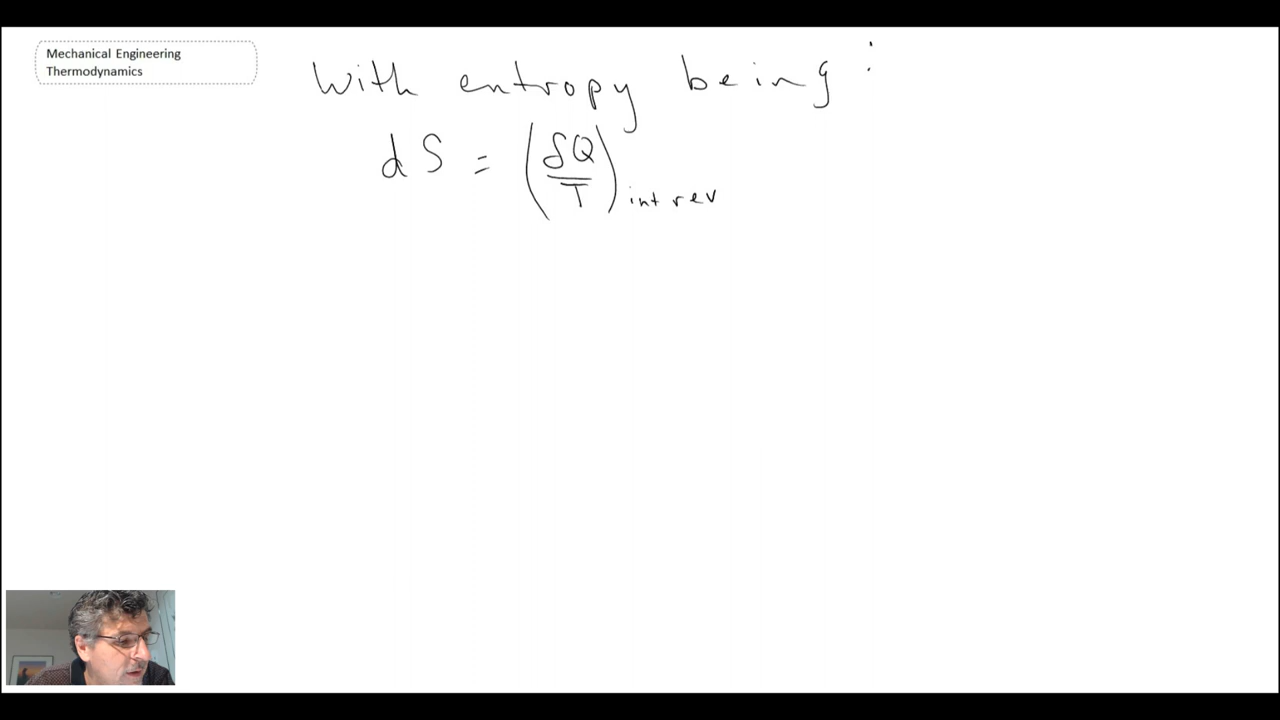 Mechanical Engineering
Thermodynamics
With entropy being :
dS = (δQ/T) int rev